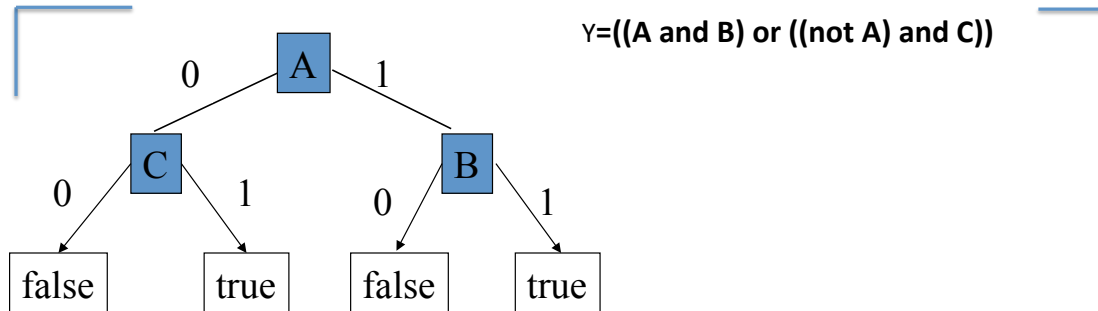 Y=((A and B) or ((not A) and C))
A
0 1
C B
0 1 0 1
false true false true